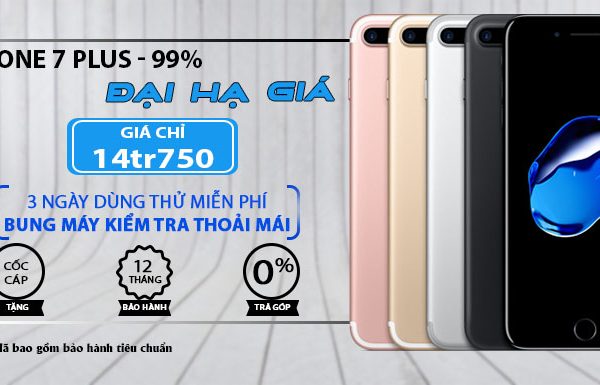 ONE 7 PLUS - 99%
ĐẠI HẠ GIÁ
GIÁ CHỈ
14tr750
3 NGÀY DÙNG THỬ MIỄN PHÍ
BUNG MÁY KIỂM TRA THOẢI MÁI
CỐC
CÁP
TẶNG
12
THÁNG
BẢO HÀNH
0%
TRẢ GÓP
đã bao gồm bảo hành tiêu chuẩn